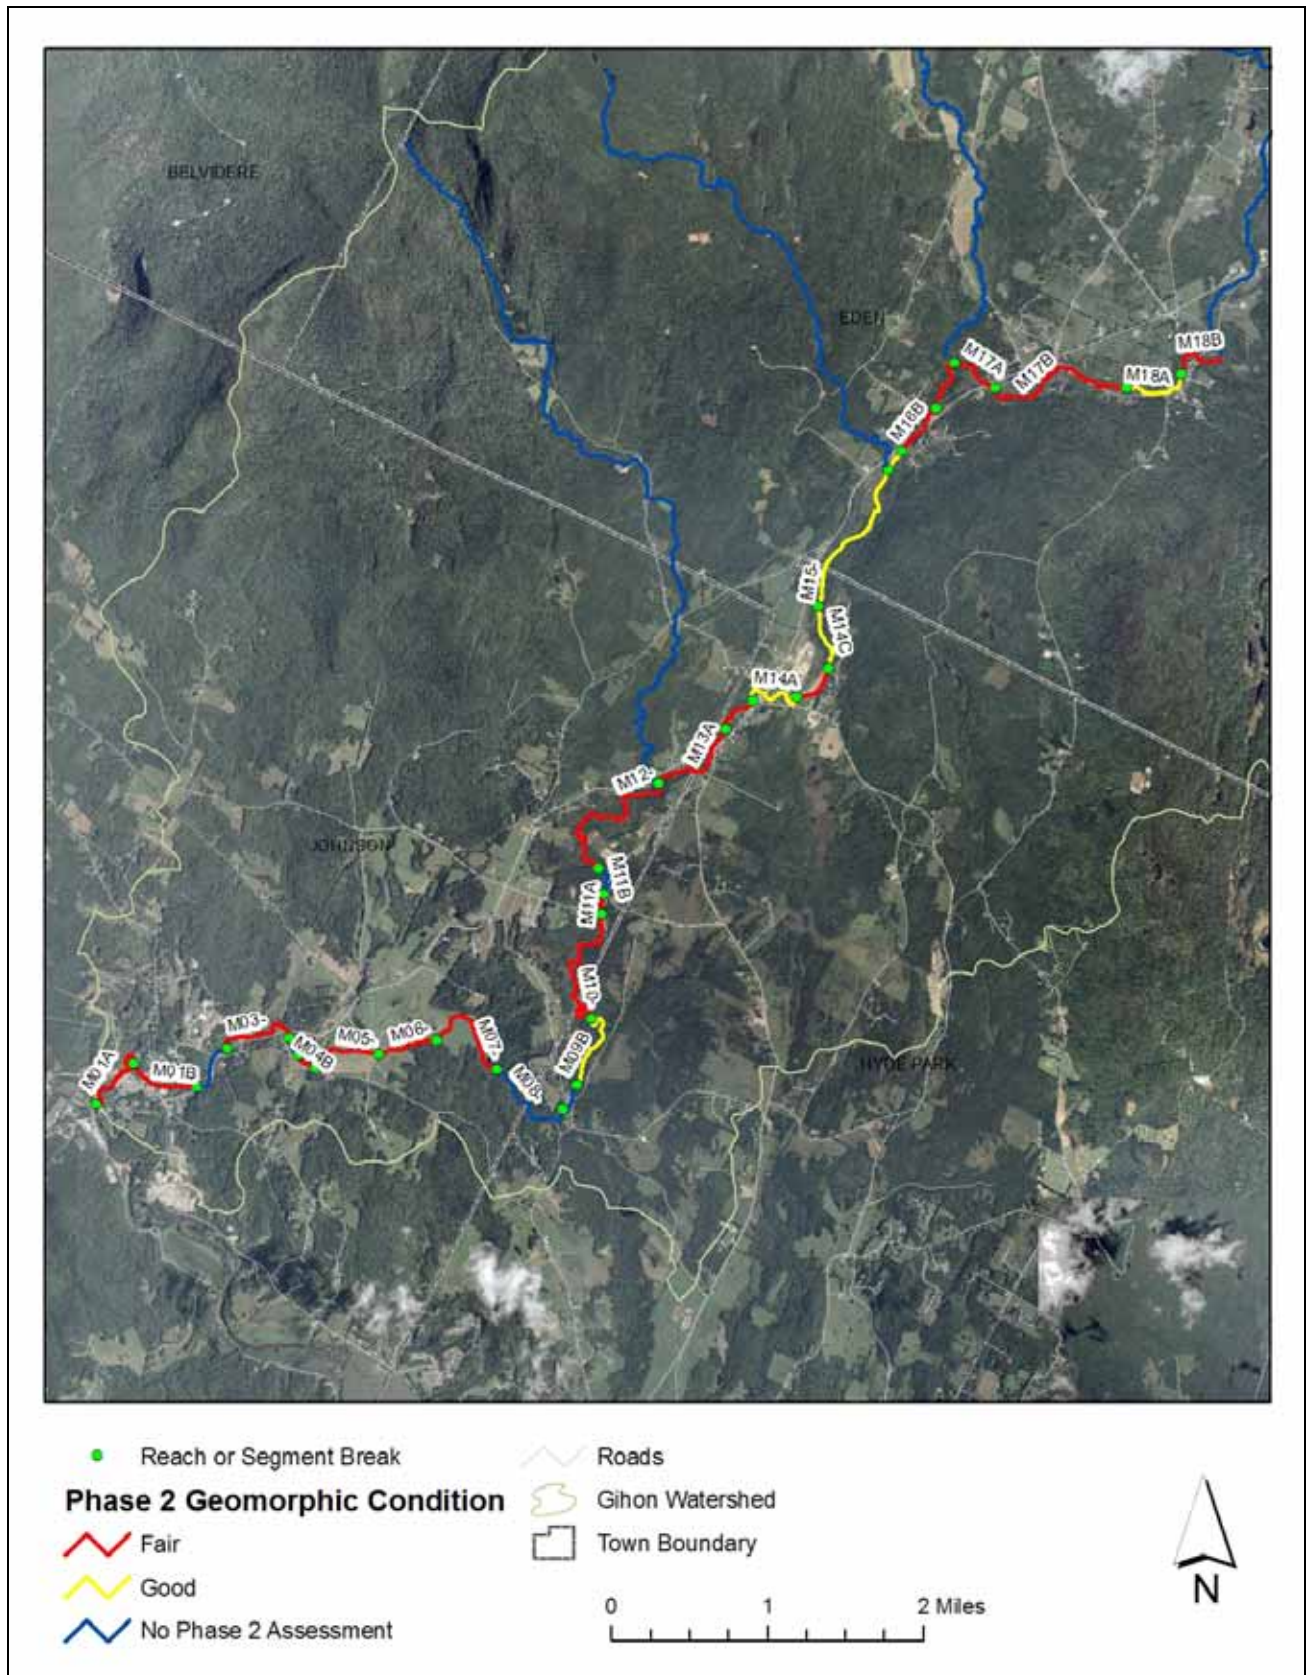 BELVIDERE
EDEN
M18B
M17A
M17B
M18A
M16B
M15-
M14C
M14A
M13A
M12-
JOHNSON
M11B
M11A
M10-
M03-
M05-
M06-
M07-
M09B
M04B
M01A
M01B
M08-
HYDE PARK
Reach or Segment Break
Roads
Phase 2 Geomorphic Condition
Gihon Watershed
Fair
Town Boundary
Good
No Phase 2 Assessment
0 1 2 Miles
N